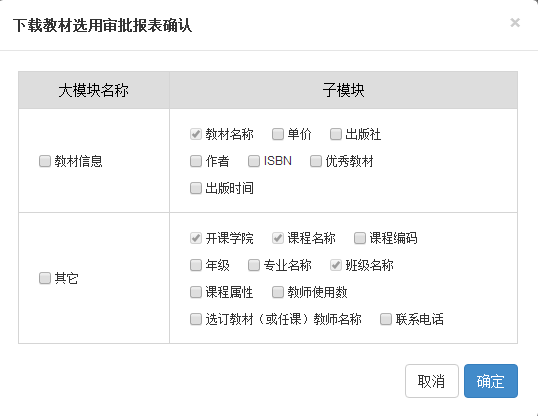 下载教材选用审批报表确认 ×
大模块名称 子模块
教材名称 单价 出版社
教材信息 作者 ISBN 优秀教材
出版时间
开课学院 课程名称 课程编码
其它 年级 专业名称 班级名称
课程属性 教师使用数
选订教材（或任课）教师名称 联系电话
取消 确定